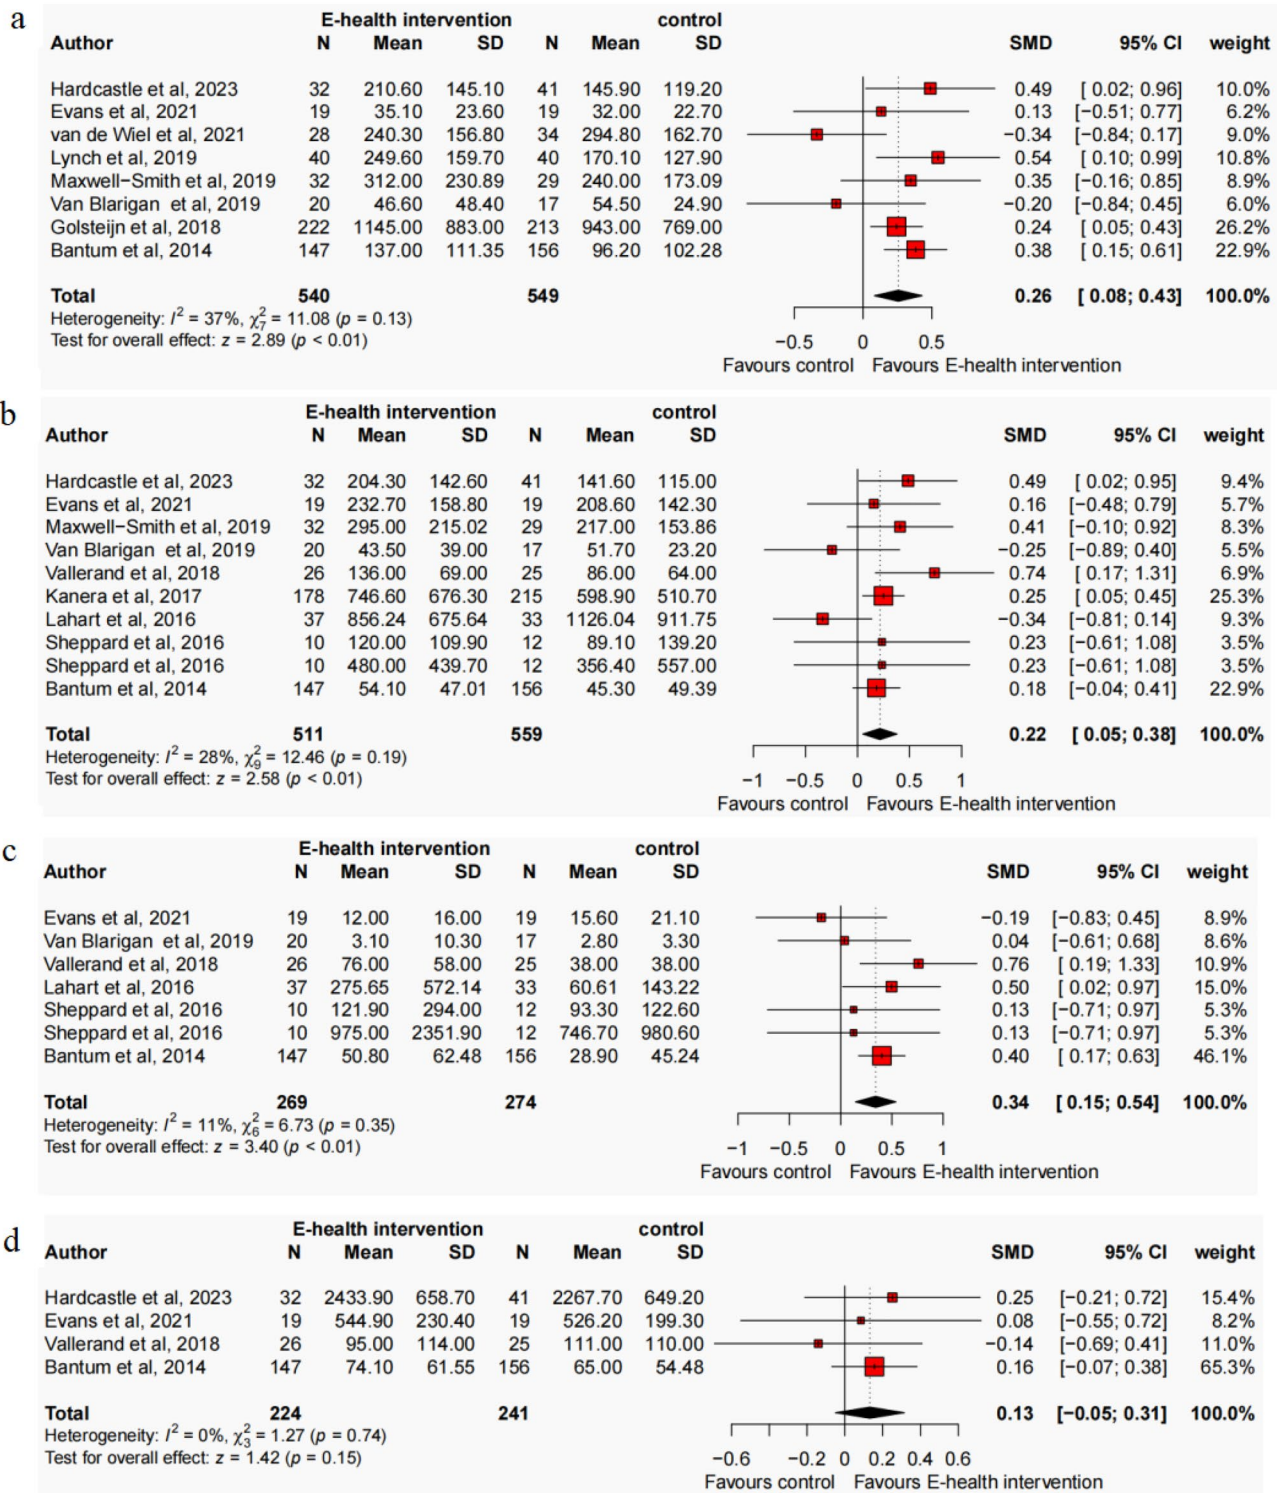 a
E-health intervention control
Author N Mean SD N Mean SD SMD 95% CI weight
Hardcastle et al, 2023 32 210.60 145.10 41 145.90 119.20 0.49 [ 0.02; 0.96] 10.0%
Evans et al, 2021 19 35.10 23.60 19 32.00 22.70 0.13 [−0.51; 0.77] 6.2%
van de Wiel et al, 2021 28 240.30 156.80 34 294.80 162.70 −0.34 [−0.84; 0.17] 9.0%
Lynch et al, 2019 40 249.60 159.70 40 170.10 127.90 0.54 [ 0.10; 0.99] 10.8%
Maxwell−Smith et al, 2019 32 312.00 230.89 29 240.00 173.09 0.35 [−0.16; 0.85] 8.9%
Van Blarigan et al, 2019 20 46.60 48.40 17 54.50 24.90 −0.20 [−0.84; 0.45] 6.0%
Golsteijn et al, 2018 222 1145.00 883.00 213 943.00 769.00 0.24 [ 0.05; 0.43] 26.2%
Bantum et al, 2014 147 137.00 111.35 156 96.20 102.28 0.38 [ 0.15; 0.61] 22.9%
Total 540 549 0.26 [ 0.08; 0.43] 100.0%
Heterogeneity: I² = 37%, χ²₇ = 11.08 (p = 0.13)
Test for overall effect: z = 2.89 (p < 0.01)
−0.5 0 0.5
Favours control Favours E-health intervention
b
E-health intervention control
Author N Mean SD N Mean SD SMD 95% CI weight
Hardcastle et al, 2023 32 204.30 142.60 41 141.60 115.00 0.49 [ 0.02; 0.95] 9.4%
Evans et al, 2021 19 232.70 158.80 19 208.60 142.30 0.16 [−0.48; 0.79] 5.7%
Maxwell−Smith et al, 2019 32 295.00 215.02 29 217.00 153.86 0.41 [−0.10; 0.92] 8.3%
Van Blarigan et al, 2019 20 43.50 39.00 17 51.70 23.20 −0.25 [−0.89; 0.40] 5.5%
Vallerand et al, 2018 26 136.00 69.00 25 86.00 64.00 0.74 [ 0.17; 1.31] 6.9%
Kanera et al, 2017 178 746.60 676.30 215 598.90 510.70 0.25 [ 0.05; 0.45] 25.3%
Lahart et al, 2016 37 856.24 675.64 33 1126.04 911.75 −0.34 [−0.81; 0.14] 9.3%
Sheppard et al, 2016 10 120.00 109.90 12 89.10 139.20 0.23 [−0.61; 1.08] 3.5%
Sheppard et al, 2016 10 480.00 439.70 12 356.40 557.00 0.23 [−0.61; 1.08] 3.5%
Bantum et al, 2014 147 54.10 47.01 156 45.30 49.39 0.18 [−0.04; 0.41] 22.9%
Total 511 559 0.22 [ 0.05; 0.38] 100.0%
Heterogeneity: I² = 28%, χ²₉ = 12.46 (p = 0.19)
Test for overall effect: z = 2.58 (p < 0.01)
−1 −0.5 0 0.5 1
Favours control Favours E-health intervention
c
E-health intervention control
Author N Mean SD N Mean SD SMD 95% CI weight
Evans et al, 2021 19 12.00 16.00 19 15.60 21.10 −0.19 [−0.83; 0.45] 8.9%
Van Blarigan et al, 2019 20 3.10 10.30 17 2.80 3.30 0.04 [−0.61; 0.68] 8.6%
Vallerand et al, 2018 26 76.00 58.00 25 38.00 38.00 0.76 [ 0.19; 1.33] 10.9%
Lahart et al, 2016 37 275.65 572.14 33 60.61 143.22 0.50 [ 0.02; 0.97] 15.0%
Sheppard et al, 2016 10 121.90 294.00 12 93.30 122.60 0.13 [−0.71; 0.97] 5.3%
Sheppard et al, 2016 10 975.00 2351.90 12 746.70 980.60 0.13 [−0.71; 0.97] 5.3%
Bantum et al, 2014 147 50.80 62.48 156 28.90 45.24 0.40 [ 0.17; 0.63] 46.1%
Total 269 274 0.34 [ 0.15; 0.54] 100.0%
Heterogeneity: I² = 11%, χ²₆ = 6.73 (p = 0.35)
Test for overall effect: z = 3.40 (p < 0.01)
−1 −0.5 0 0.5 1
Favours control Favours E-health intervention
d
E-health intervention control
Author N Mean SD N Mean SD SMD 95% CI weight
Hardcastle et al, 2023 32 2433.90 658.70 41 2267.70 649.20 0.25 [−0.21; 0.72] 15.4%
Evans et al, 2021 19 544.90 230.40 19 526.20 199.30 0.08 [−0.55; 0.72] 8.2%
Vallerand et al, 2018 26 95.00 114.00 25 111.00 110.00 −0.14 [−0.69; 0.41] 11.0%
Bantum et al, 2014 147 74.10 61.55 156 65.00 54.48 0.16 [−0.07; 0.38] 65.3%
Total 224 241 0.13 [−0.05; 0.31] 100.0%
Heterogeneity: I² = 0%, χ²₃ = 1.27 (p = 0.74)
Test for overall effect: z = 1.42 (p = 0.15)
−0.6 −0.2 0 0.2 0.4 0.6
Favours control Favours E-health intervention